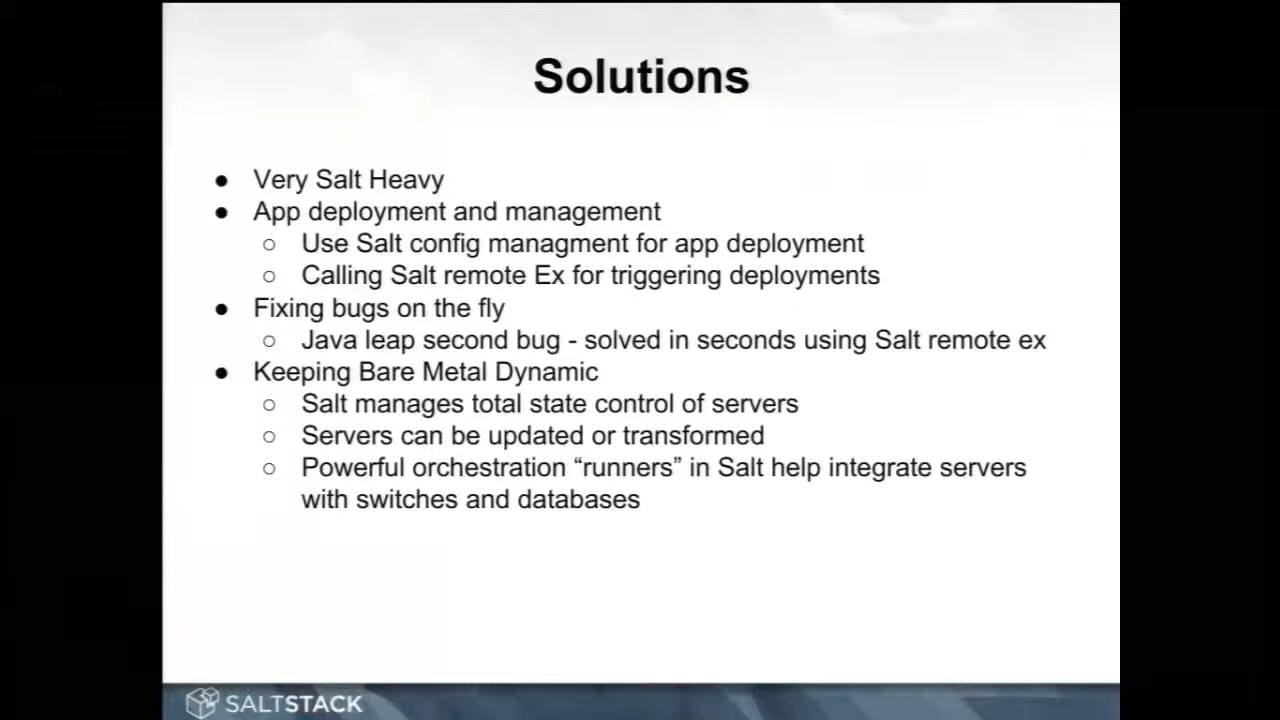 Solutions
● Very Salt Heavy
● App deployment and management
○ Use Salt config managment for app deployment
○ Calling Salt remote Ex for triggering deployments
● Fixing bugs on the fly
○ Java leap second bug - solved in seconds using Salt remote ex
● Keeping Bare Metal Dynamic
○ Salt manages total state control of servers
○ Servers can be updated or transformed
○ Powerful orchestration “runners” in Salt help integrate servers
with switches and databases
SALTSTACK